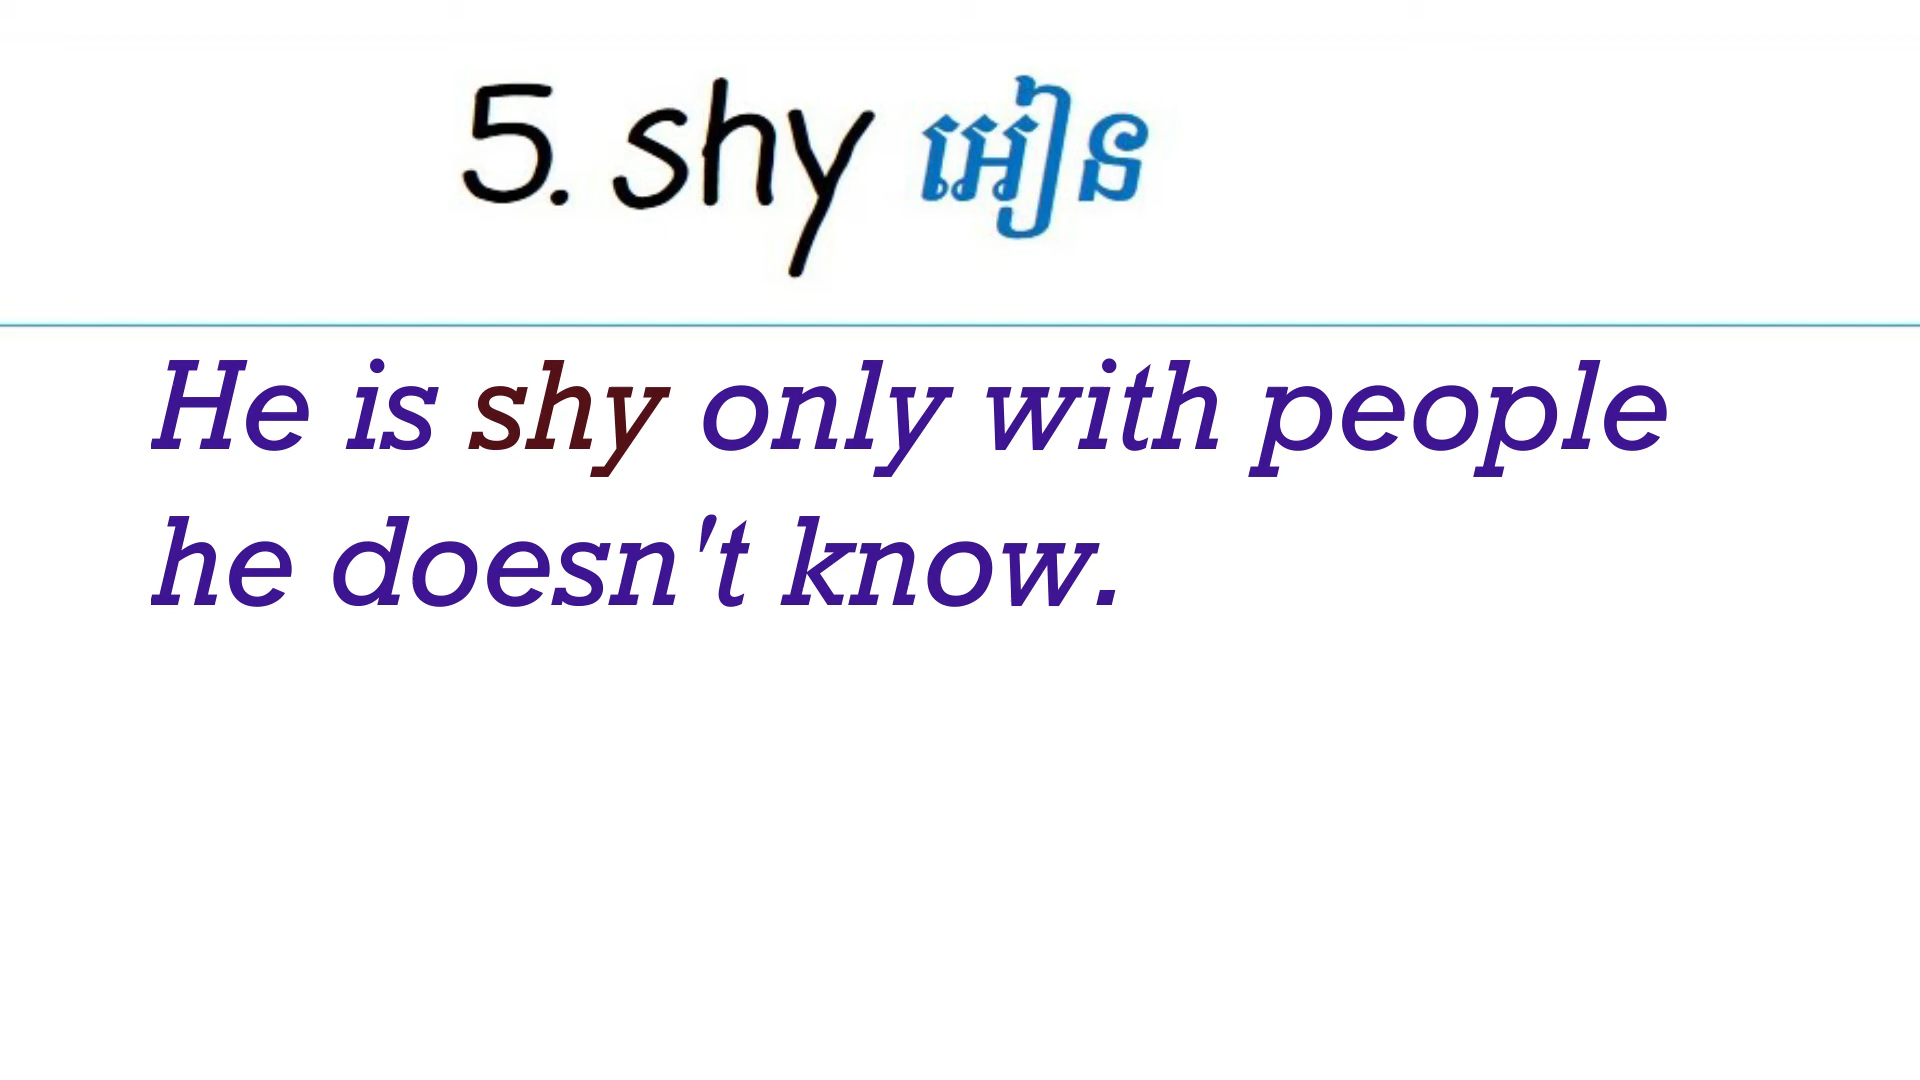 5. shy អៀន
He is shy only with people
he doesn't know.